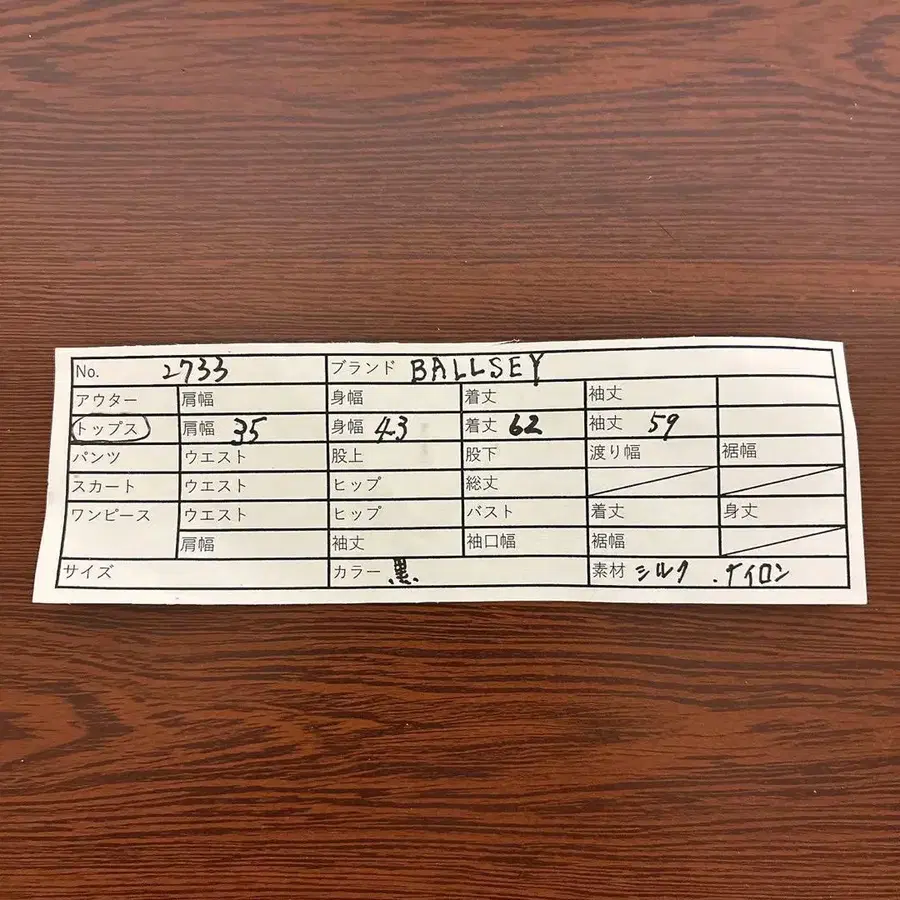 No. 2733 ブランド BALLSEY
アウター 肩幅 身幅 着丈 袖丈
トップス 肩幅 35 身幅 43 着丈 62 袖丈 59
パンツ ウエスト 股上 股下 渡り幅 裾幅
スカート ウエスト ヒップ 総丈
ワンピース ウエスト ヒップ バスト 着丈 身丈
肩幅 袖丈 袖口幅 裾幅
サイズ カラー 黒 素材 シルク.ナイロン